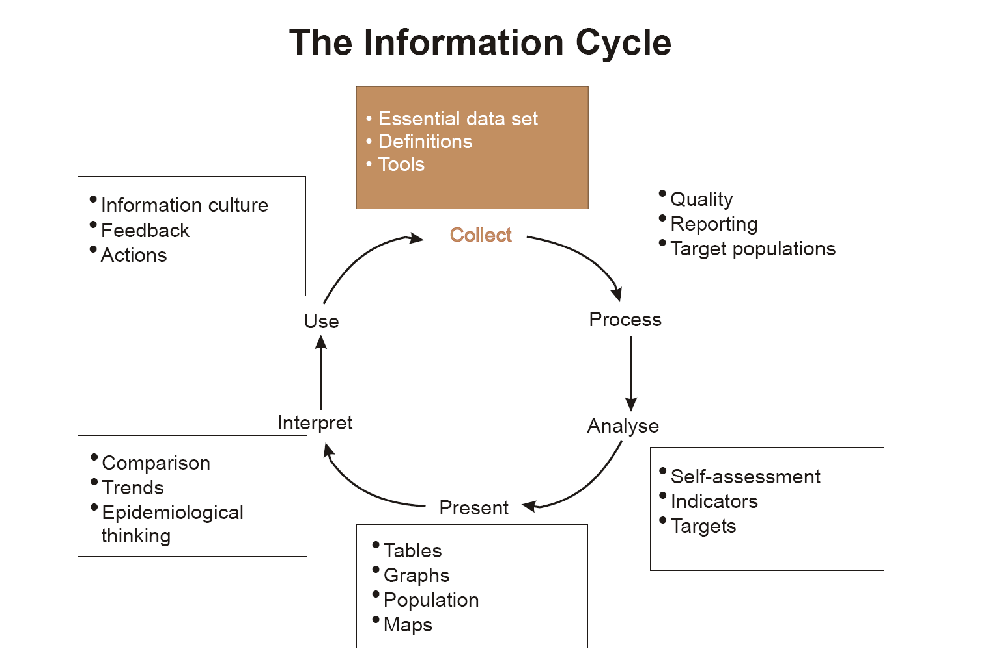 The Information Cycle
• Essential data set
• Definitions
• Tools
Collect
• Quality
• Reporting
• Target populations
Process
Analyse
• Self-assessment
• Indicators
• Targets
Present
• Tables
• Graphs
• Population
• Maps
Interpret
• Comparison
• Trends
• Epidemiological
thinking
Use
• Information culture
• Feedback
• Actions